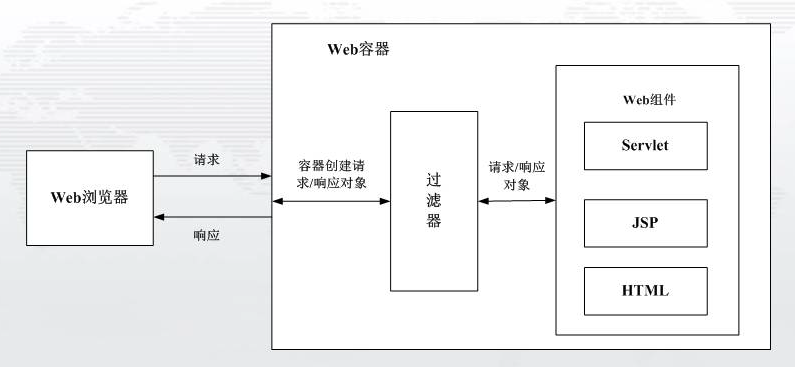 Web容器
Web浏览器
请求
响应
容器创建请
求/响应对象
过
滤
器
请求/响应
对象
Web组件
Servlet
JSP
HTML